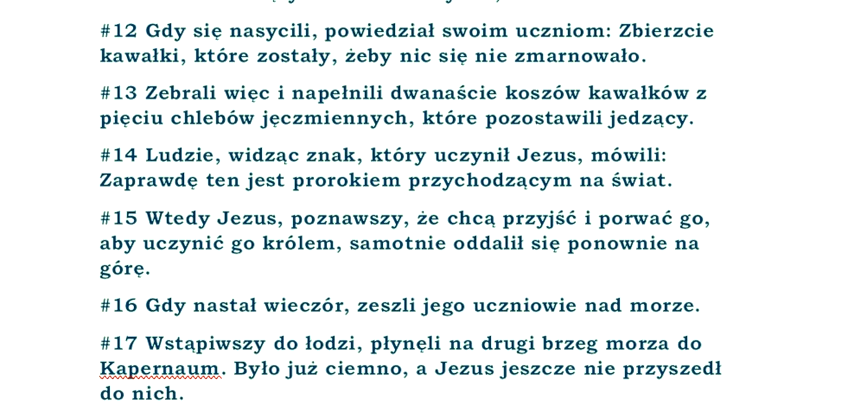 #12 Gdy się nasycili, powiedział swoim uczniom: Zbierzcie
kawałki, które zostały, żeby nic się nie zmarnowało.
#13 Zebrali więc i napełnili dwanaście koszów kawałków z
pięciu chlebów jęczmiennych, które pozostawili jedzący.
#14 Ludzie, widząc znak, który uczynił Jezus, mówili:
Zaprawdę ten jest prorokiem przychodzącym na świat.
#15 Wtedy Jezus, poznawszy, że chcą przyjść i porwać go,
aby uczynić go królem, samotnie oddalił się ponownie na
górę.
#16 Gdy nastał wieczór, zeszli jego uczniowie nad morze.
#17 Wstąpiwszy do łodzi, płynęli na drugi brzeg morza do
Kapernaum. Było już ciemno, a Jezus jeszcze nie przyszedł
do nich.